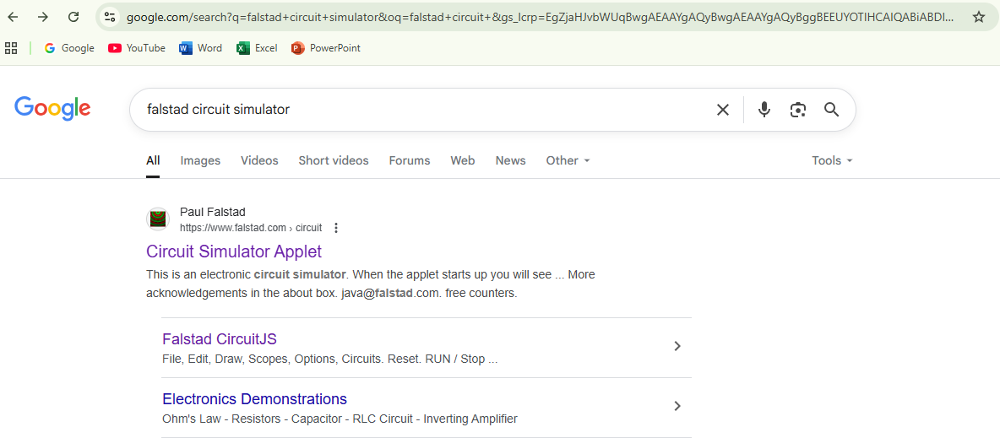 google.com/search?q=falstad+circuit+simulator&oq=falstad+circuit+&gs_lcrp=EgZjaHJvbWUqBwgAEAAYgAQyBwgAEAAYgAQyBggBEEUYOTIHCAIQABiABDI...
Google YouTube Word Excel PowerPoint
Google
falstad circuit simulator
All Images Videos Short videos Forums Web News Other Tools
Paul Falstad
https://www.falstad.com › circuit
Circuit Simulator Applet
This is an electronic circuit simulator. When the applet starts up you will see ... More
acknowledgements in the about box. java@falstad.com. free counters.
Falstad CircuitJS
File, Edit, Draw, Scopes, Options, Circuits. Reset. RUN / Stop ...
Electronics Demonstrations
Ohm's Law - Resistors - Capacitor - RLC Circuit - Inverting Amplifier